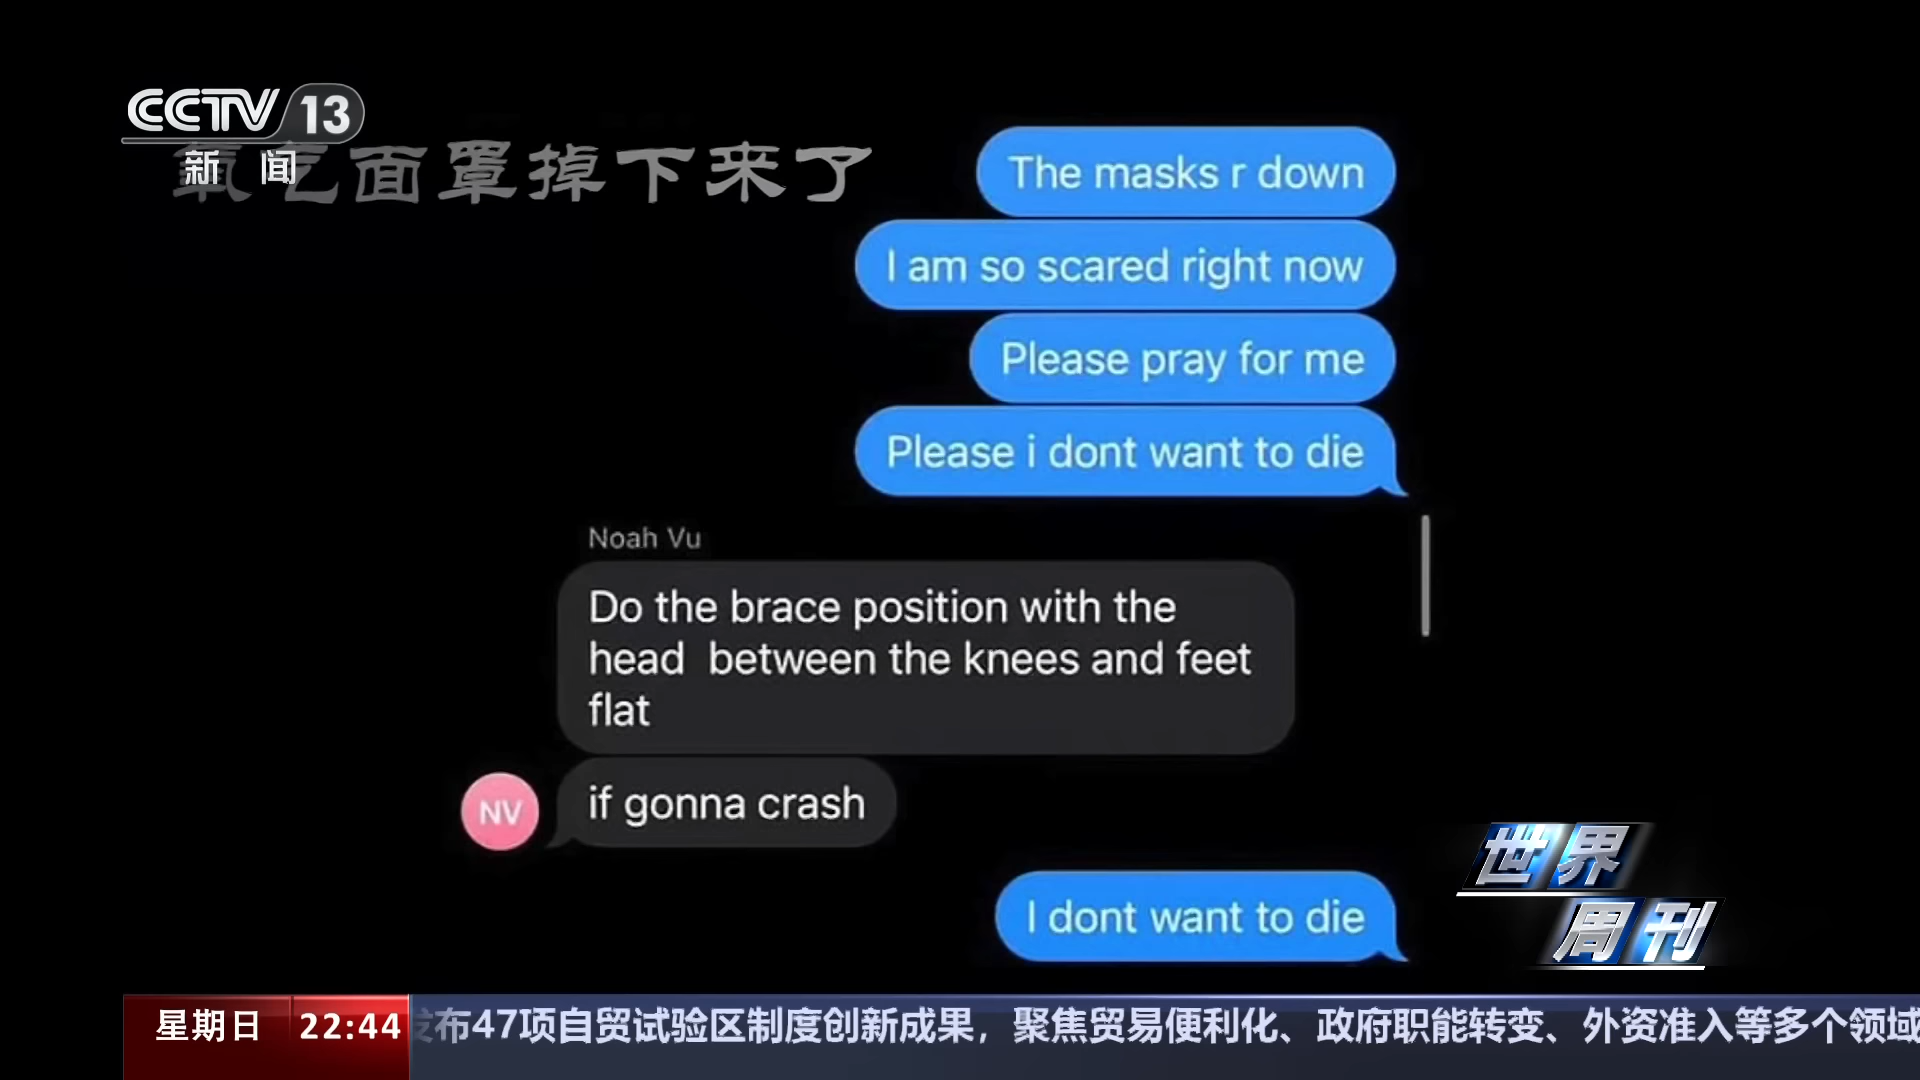 CCTV 13
新闻
氧气面罩掉下来了
The masks r down
I am so scared right now
Please pray for me
Please i dont want to die
Noah Vu
Do the brace position with the
head between the knees and feet
flat
NV
if gonna crash
I dont want to die
世界
周刊
星期日 22:44 发布47项自贸试验区制度创新成果，聚焦贸易便利化、政府职能转变、外资准入等多个领域